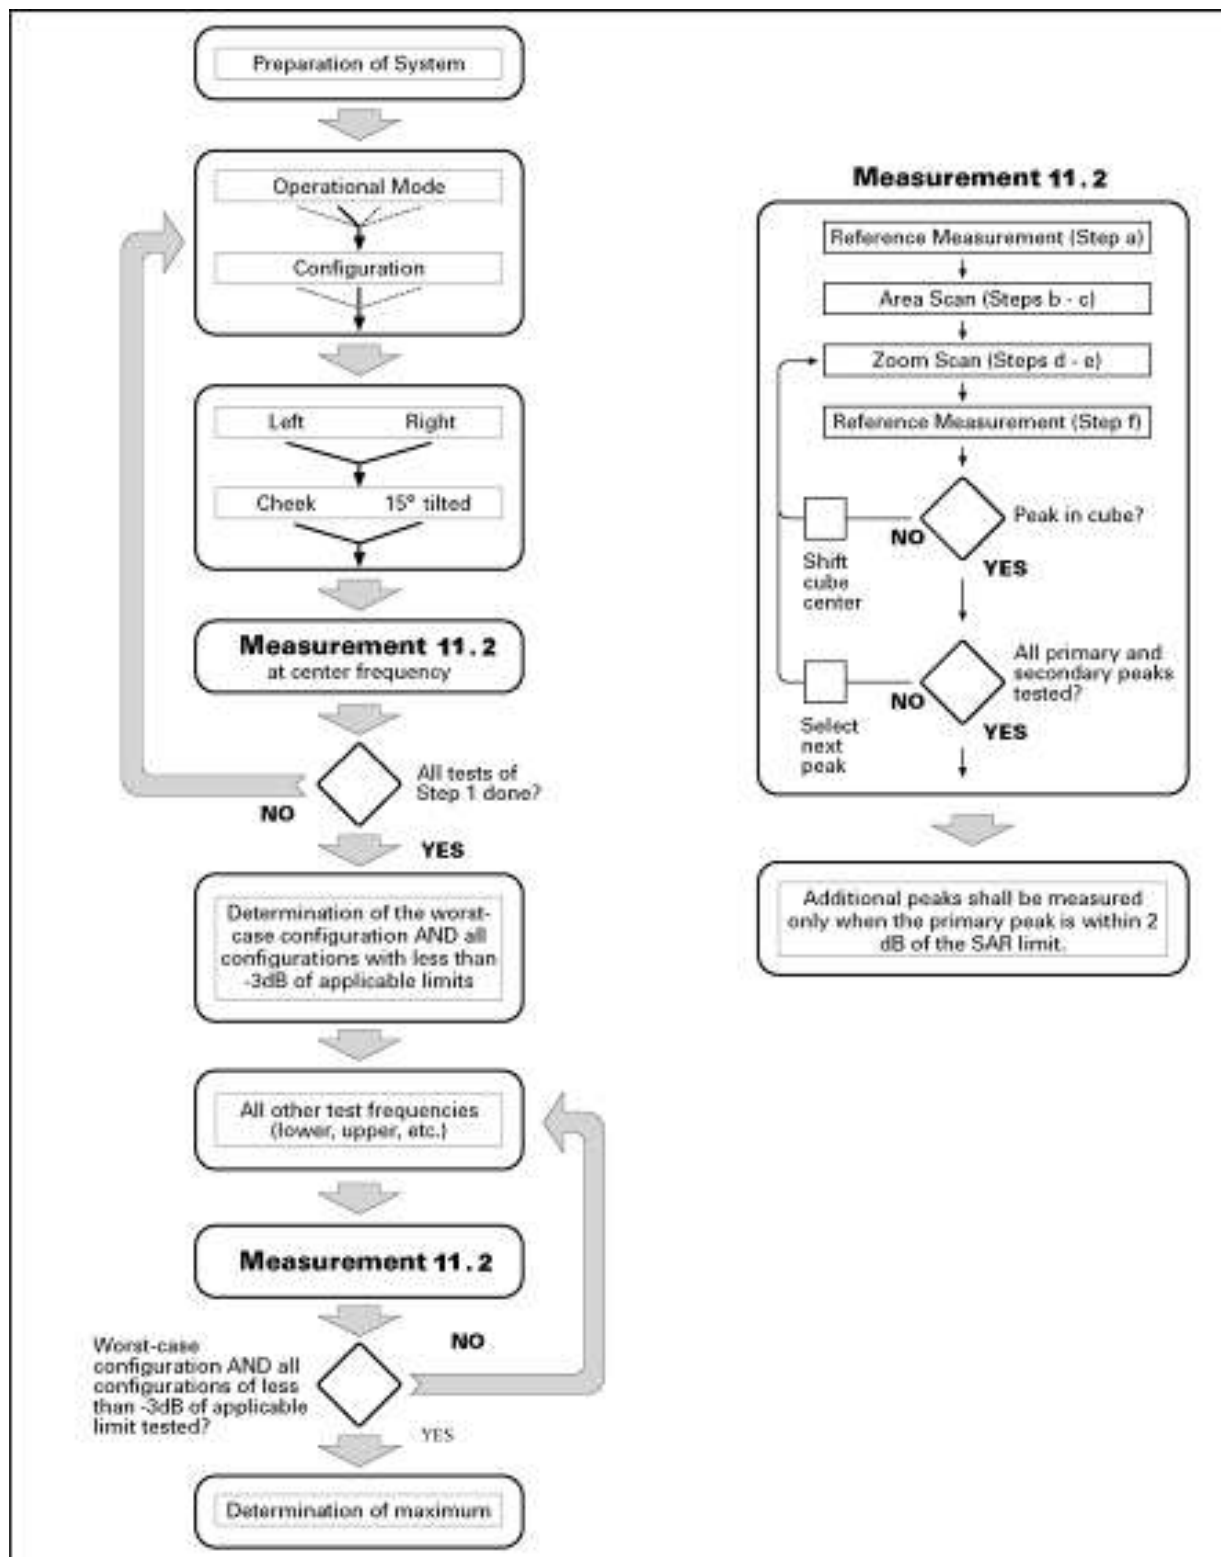 Preparation of System
Operational Mode
Configuration
Left Right
Cheek 15° tilted
Measurement 11.2
at center frequency
All tests of
Step 1 done?
NO
YES
Determination of the worst-
case configuration AND all
configurations with less than
-3dB of applicable limits
All other test frequencies
(lower, upper, etc.)
Measurement 11.2
NO
Worst-case
configuration AND all
configurations of less
than -3dB of applicable
limit tested?
YES
Determination of maximum
Measurement 11.2
Reference Measurement (Step a)
Area Scan (Steps b - c)
Zoom Scan (Steps d - e)
Reference Measurement (Step f)
Peak in cube?
NO
YES
Shift
cube
center
All primary and
secondary peaks
tested?
NO
YES
Select
next
peak
Additional peaks shall be measured
only when the primary peak is within 2
dB of the SAR limit.